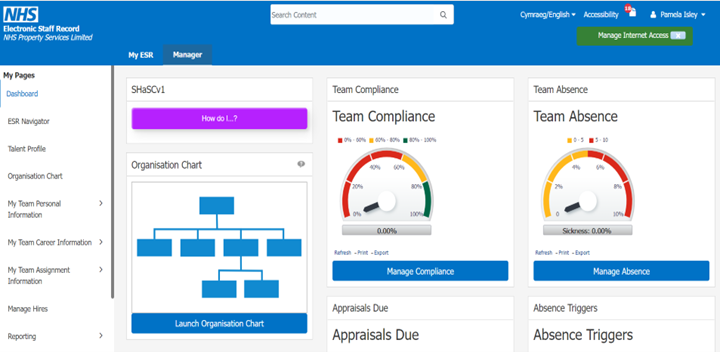 NHS
Electronic Staff Record
NHS Property Services Limited
Search Content
Cymraeg/English
Accessibility
Pamela Isley
Manage Internet Access
My ESR
Manager
My Pages
Dashboard
ESR Navigator
Talent Profile
Organisation Chart
My Team Personal
Information
My Team Career Information
My Team Assignment
Information
Manage Hires
Reporting
SHaSCv1
How do I...?
Organisation Chart
Launch Organisation Chart
Team Compliance
Team Compliance
0% - 60% 60% - 80% 80% - 100%
0% 20% 40% 60% 80% 100%
0.00%
Refresh - Print - Export
Manage Compliance
Appraisals Due
Appraisals Due
Team Absence
Team Absence
0 - 5 5 - 10
0% 2% 4% 6% 8% 10%
Sickness: 0.00%
Refresh - Print - Export
Manage Absence
Absence Triggers
Absence Triggers